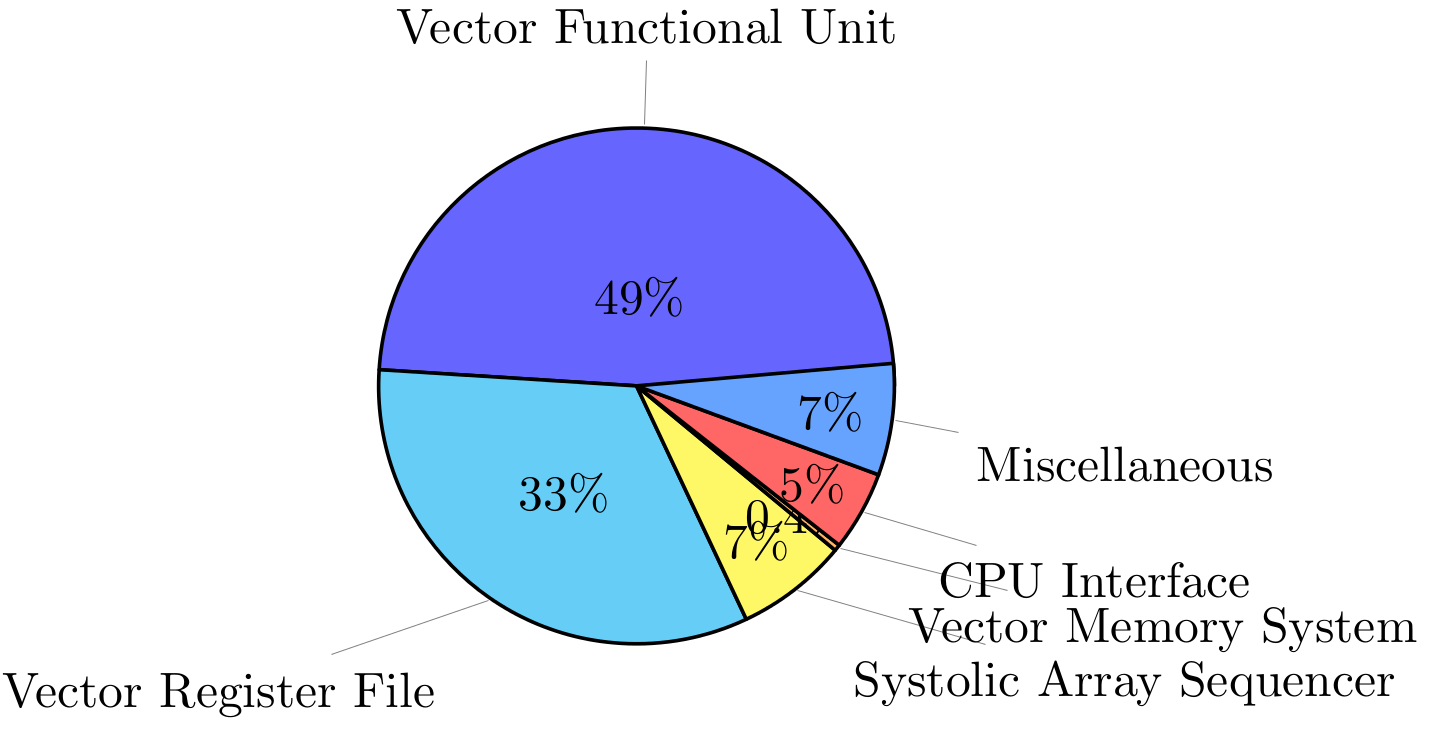 Vector Functional Unit
49%
7%
Miscellaneous
5%
33%
7%
CPU Interface
Vector Memory System
Systolic Array Sequencer
Vector Register File